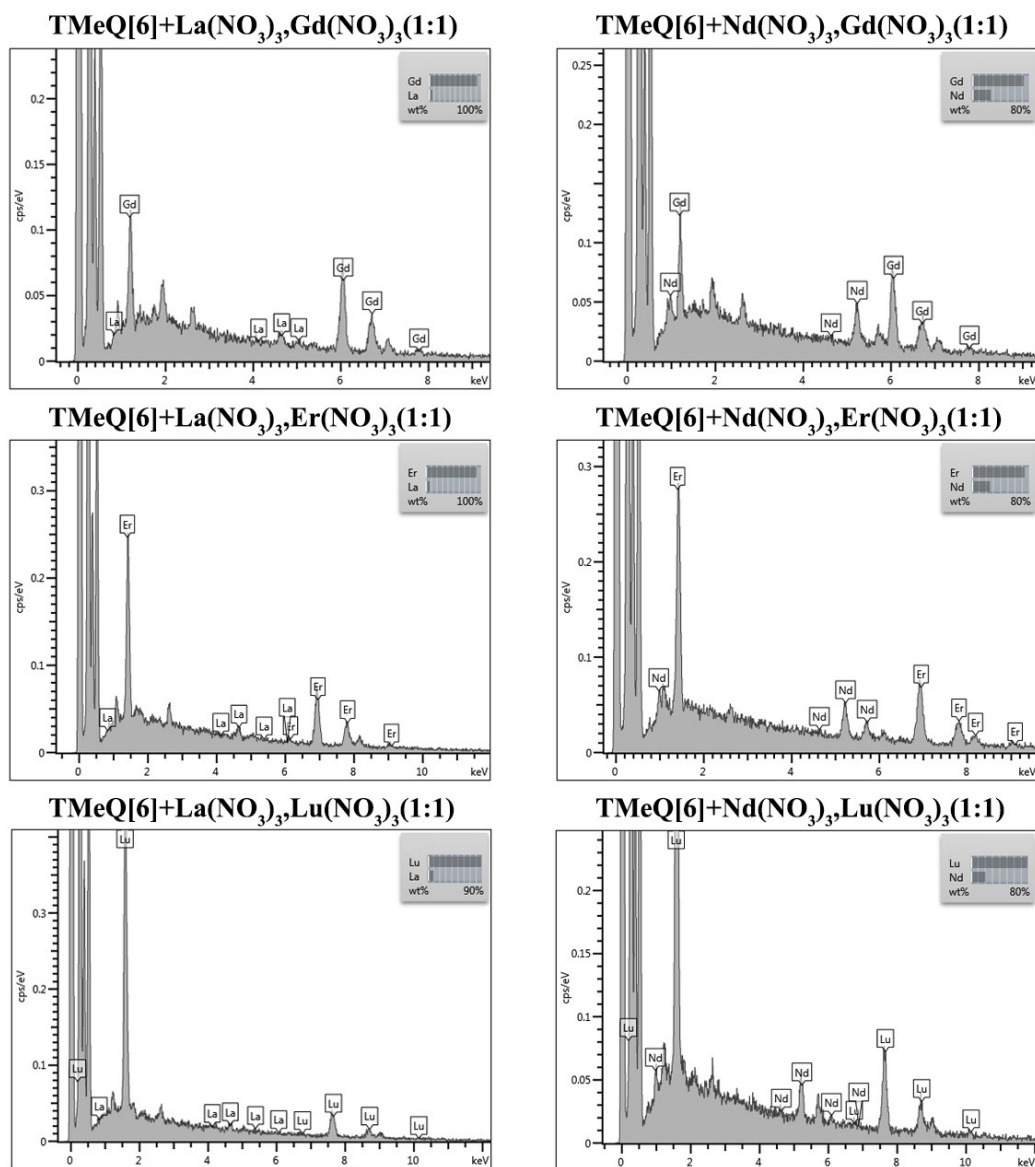 TMeQ[6]+La(NO₃)₃,Gd(NO₃)₃(1:1)
Gd
La
wt% 100%
cps/eV
0.2
0.15
0.1
0.05
0
La Gd La La La Gd Gd Gd
0 2 4 6 8 keV
TMeQ[6]+Nd(NO₃)₃,Gd(NO₃)₃(1:1)
Gd
Nd
wt% 80%
cps/eV
0.25
0.2
0.1
0.05
0
Nd Gd Nd Nd Gd Gd Gd
0 2 4 6 8 keV
TMeQ[6]+La(NO₃)₃,Er(NO₃)₃(1:1)
Er
La
wt% 100%
cps/eV
0.3
0.2
0.1
0
La Er La La La La Er Er Er Er
0 2 4 6 8 10 keV
TMeQ[6]+Nd(NO₃)₃,Er(NO₃)₃(1:1)
Er
Nd
wt% 80%
cps/eV
0.3
0.2
0.1
0
Nd Er Nd Nd Nd Er Er Er Er
0 2 4 6 8 keV
TMeQ[6]+La(NO₃)₃,Lu(NO₃)₃(1:1)
Lu
La
wt% 90%
cps/eV
0.3
0.2
0.1
0
Lu La Lu La La La La Lu Lu Lu Lu
0 2 4 6 8 10 keV
TMeQ[6]+Nd(NO₃)₃,Lu(NO₃)₃(1:1)
Lu
Nd
wt% 80%
cps/eV
0.2
0.15
0.1
0.05
0
Lu Nd Lu Nd Nd Nd Lu Nd Lu Lu Lu
0 2 4 6 8 10 keV